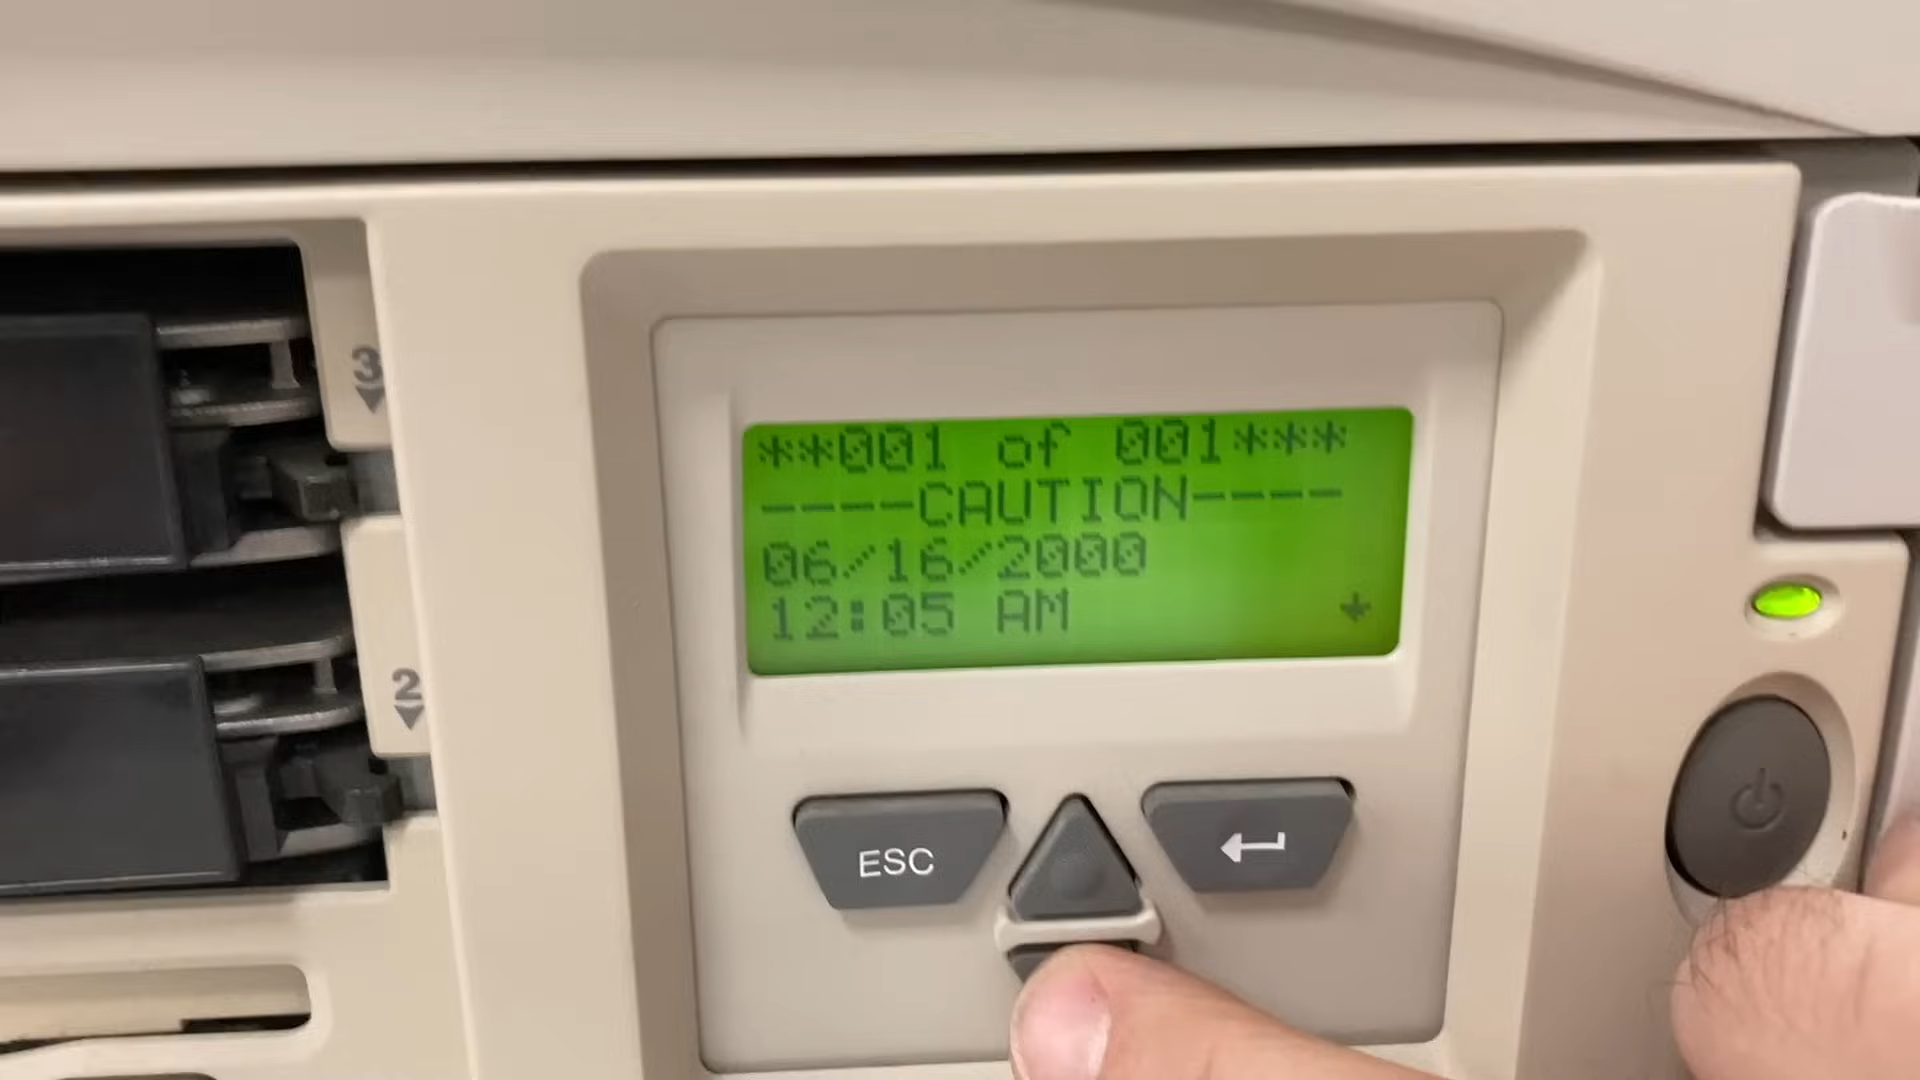 **001 of 001***
----CAUTION----
06/16/2000
12:05 AM ↓
3
2
ESC